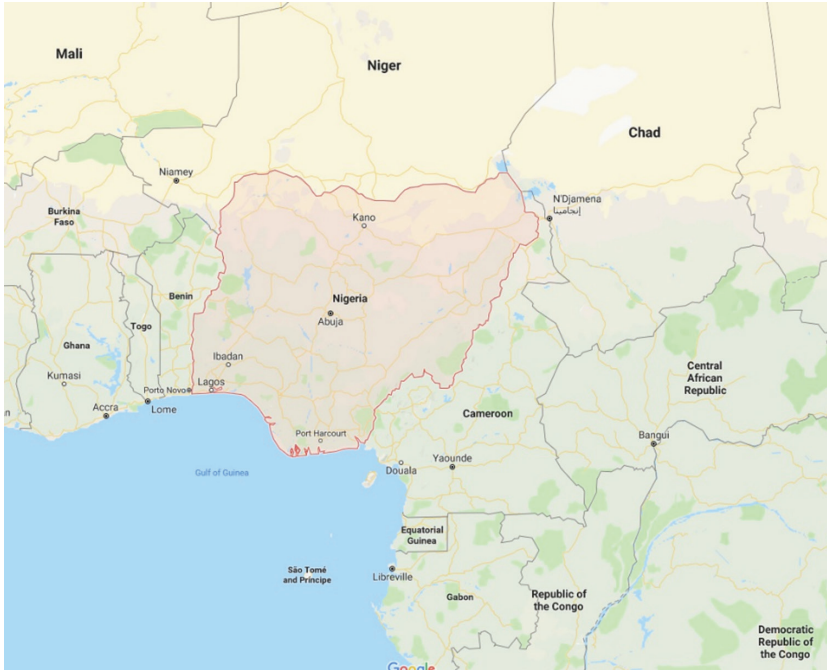 Mali
Niger
Chad
Niamey
N'Djamena
إنجامينا
Burkina
Faso
Kano
Benin
Nigeria
Abuja
Togo
Ghana
Ibadan
Kumasi
Porto Novo
Lagos
Accra
Lome
Central
African
Republic
Cameroon
Port Harcourt
Bangui
Gulf of Guinea
Douala
Yaounde
Equatorial
Guinea
São Tomé
and Príncipe
Libreville
Gabon
Republic of
the Congo
Democratic
Republic of
the Congo
Google